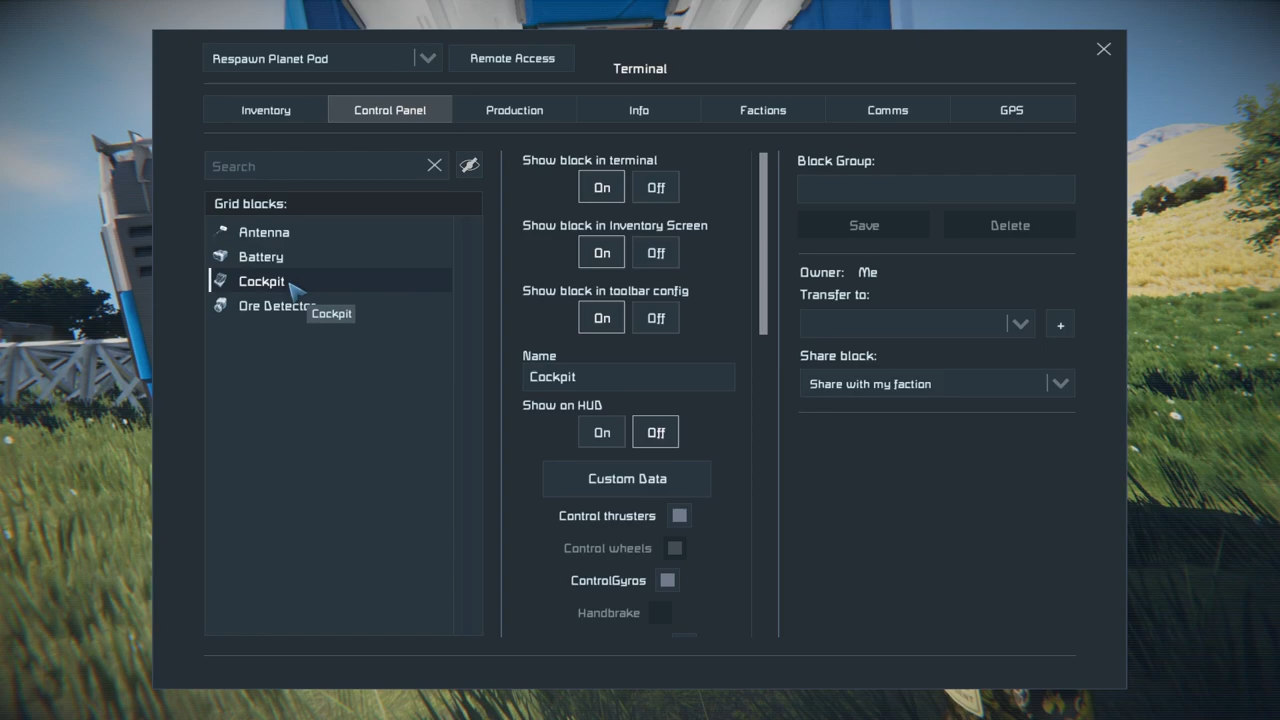 Respawn Planet Pod
Remote Access
Terminal
Inventory
Control Panel
Production
Info
Factions
Comms
GPS
Search
Grid blocks:
Antenna
Battery
Cockpit
Ore Detecto
Cockpit
Show block in terminal
On Off
Show block in Inventory Screen
On Off
Show block in toolbar config
On Off
Name
Cockpit
Show on HUD
On Off
Custom Data
Control thrusters
Control wheels
ControlGyros
Handbrake
Block Group:
Save
Delete
Owner: Me
Transfer to:
+
Share block:
Share with my faction